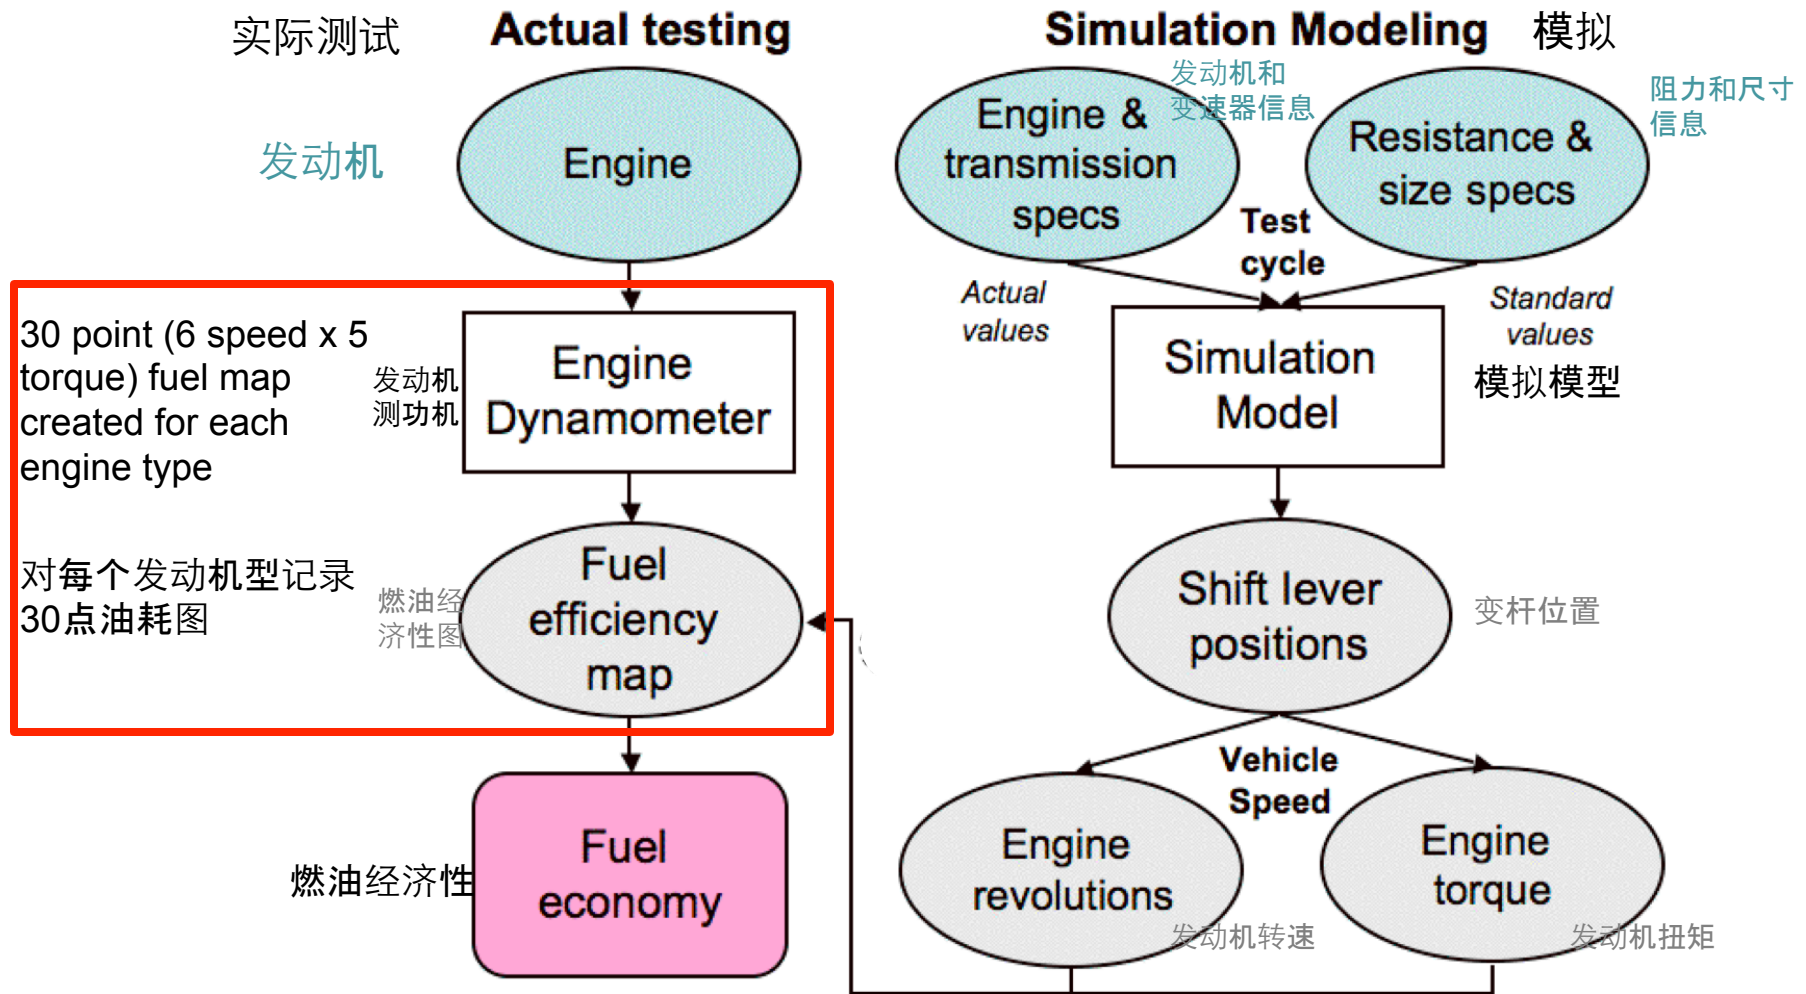 实际测试
Actual testing
Simulation Modeling
模拟
发动机
Engine
Engine &
transmission
specs
发动机和
变速器信息
Resistance &
size specs
阻力和尺寸
信息
Test
cycle
Actual
values
Standard
values
30 point (6 speed x 5
torque) fuel map
created for each
engine type
发动机
测功机
Engine
Dynamometer
Simulation
Model
模拟模型
对每个发动机型记录
30点油耗图
燃油经
济性图
Fuel
efficiency
map
Shift lever
positions
变杆位置
Vehicle
Speed
燃油经济性
Fuel
economy
Engine
revolutions
发动机转速
Engine
torque
发动机扭矩